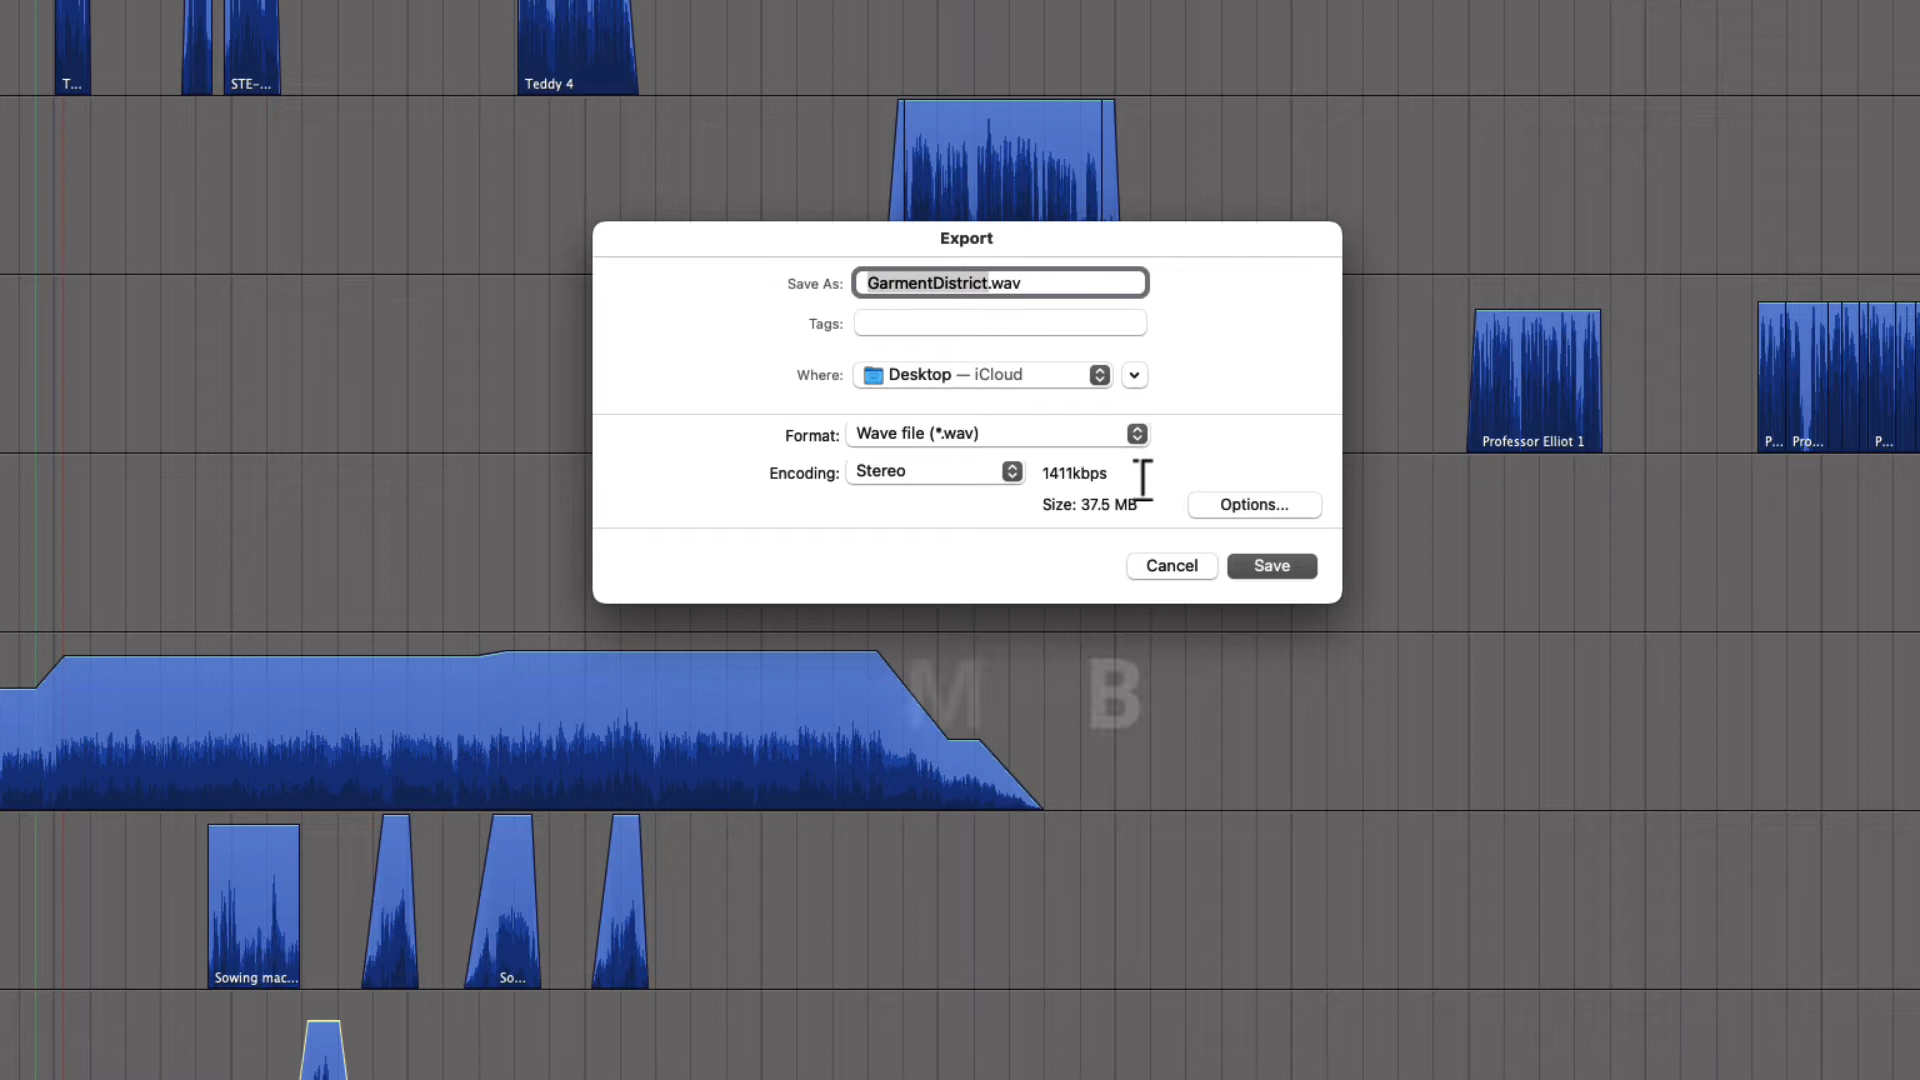 T...
STE-...
Teddy 4
Export
Save As: GarmentDistrict.wav
Tags:
Where: Desktop — iCloud
Format: Wave file (*.wav)
Encoding: Stereo 1411kbps
Size: 37.5 MB
Options...
Cancel Save
Professor Elliot 1
P... Pro... P...
M B
Sowing mac...
So...